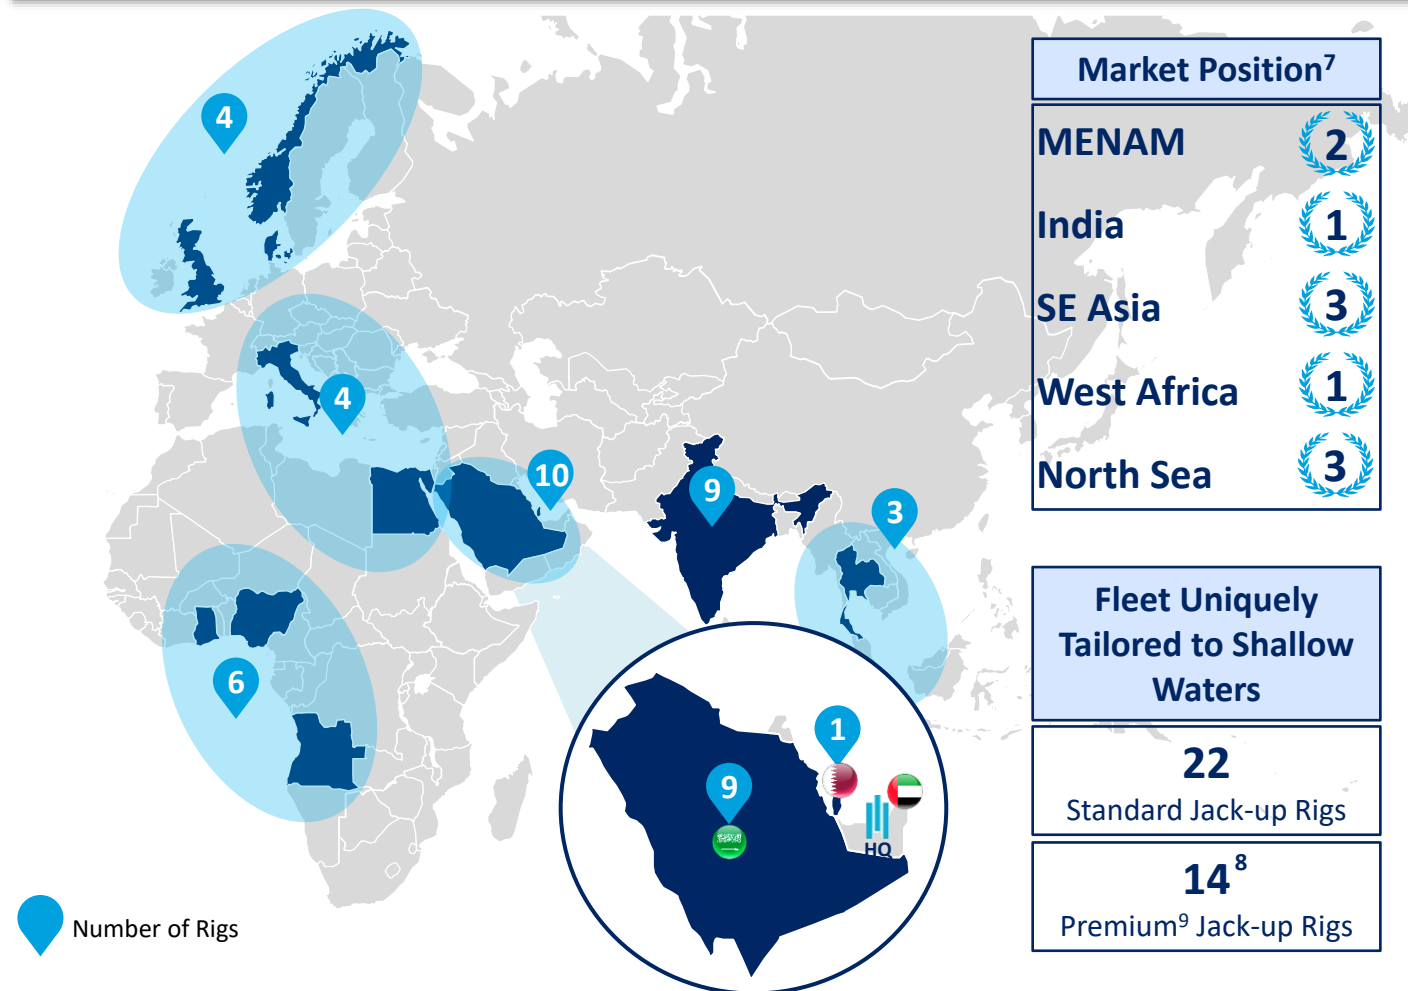 4
4
10
9
3
6
1
9
HQ
Number of Rigs
Market Position⁷
MENAM 2
India 1
SE Asia 3
West Africa 1
North Sea 3
Fleet Uniquely
Tailored to Shallow
Waters
22
Standard Jack-up Rigs
14⁸
Premium⁹ Jack-up Rigs